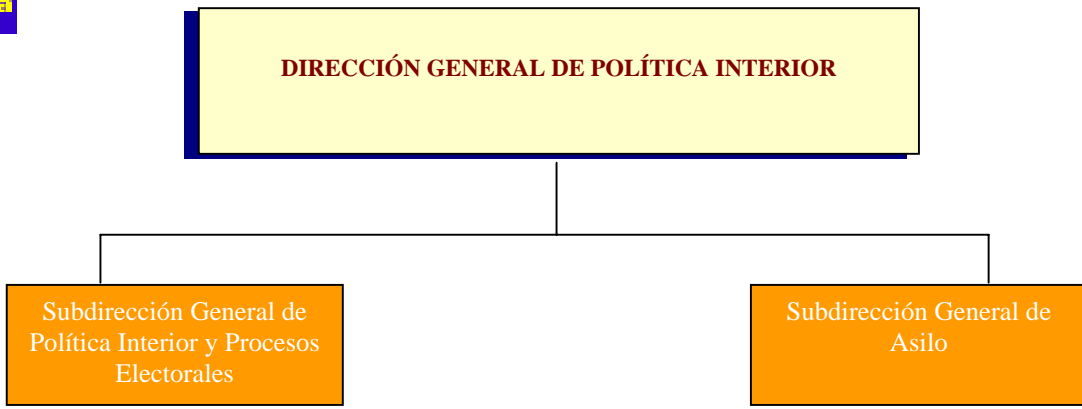 DIRECCIÓN GENERAL DE POLÍTICA INTERIOR
Subdirección General de
Política Interior y Procesos
Electorales
Subdirección General de
Asilo